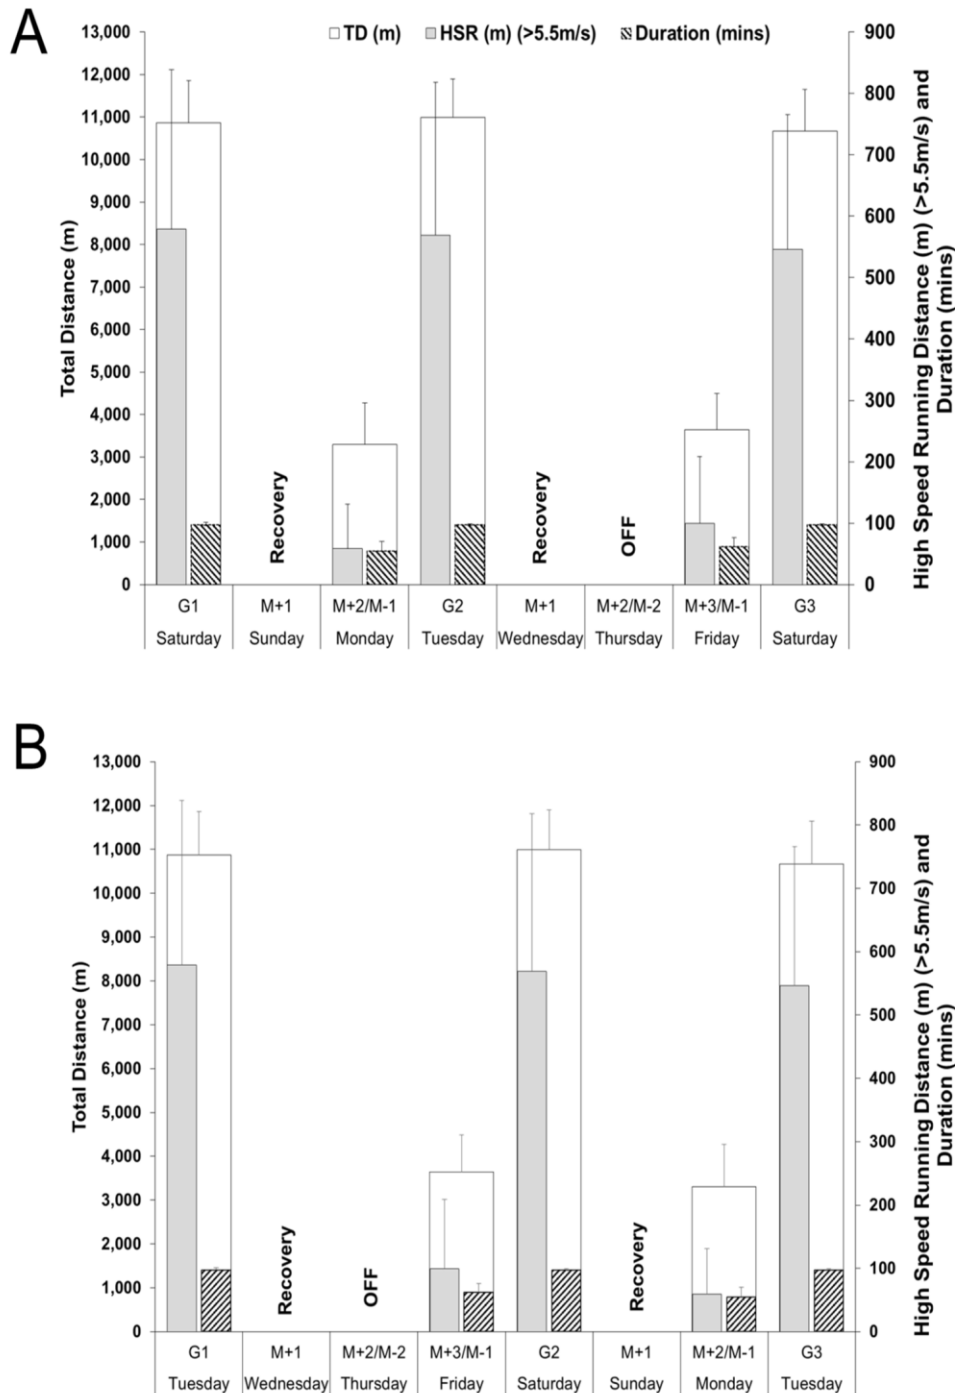 A
TD (m) HSR (m) (>5.5m/s) Duration (mins)
Total Distance (m)
13,000
12,000
11,000
10,000
9,000
8,000
7,000
6,000
5,000
4,000
3,000
2,000
1,000
0
900
800
700
600
500
400
300
200
100
0
High Speed Running Distance (m) (>5.5m/s) and
Duration (mins)
Recovery
Recovery
OFF
G1 M+1 M+2/M-1 G2 M+1 M+2/M-2 M+3/M-1 G3
Saturday Sunday Monday Tuesday Wednesday Thursday Friday Saturday
B
Total Distance (m)
13,000
12,000
11,000
10,000
9,000
8,000
7,000
6,000
5,000
4,000
3,000
2,000
1,000
0
900
800
700
600
500
400
300
200
100
0
High Speed Running Distance (m) (>5.5m/s) and
Duration (mins)
Recovery
OFF
Recovery
G1 M+1 M+2/M-2 M+3/M-1 G2 M+1 M+2/M-1 G3
Tuesday Wednesday Thursday Friday Saturday Sunday Monday Tuesday